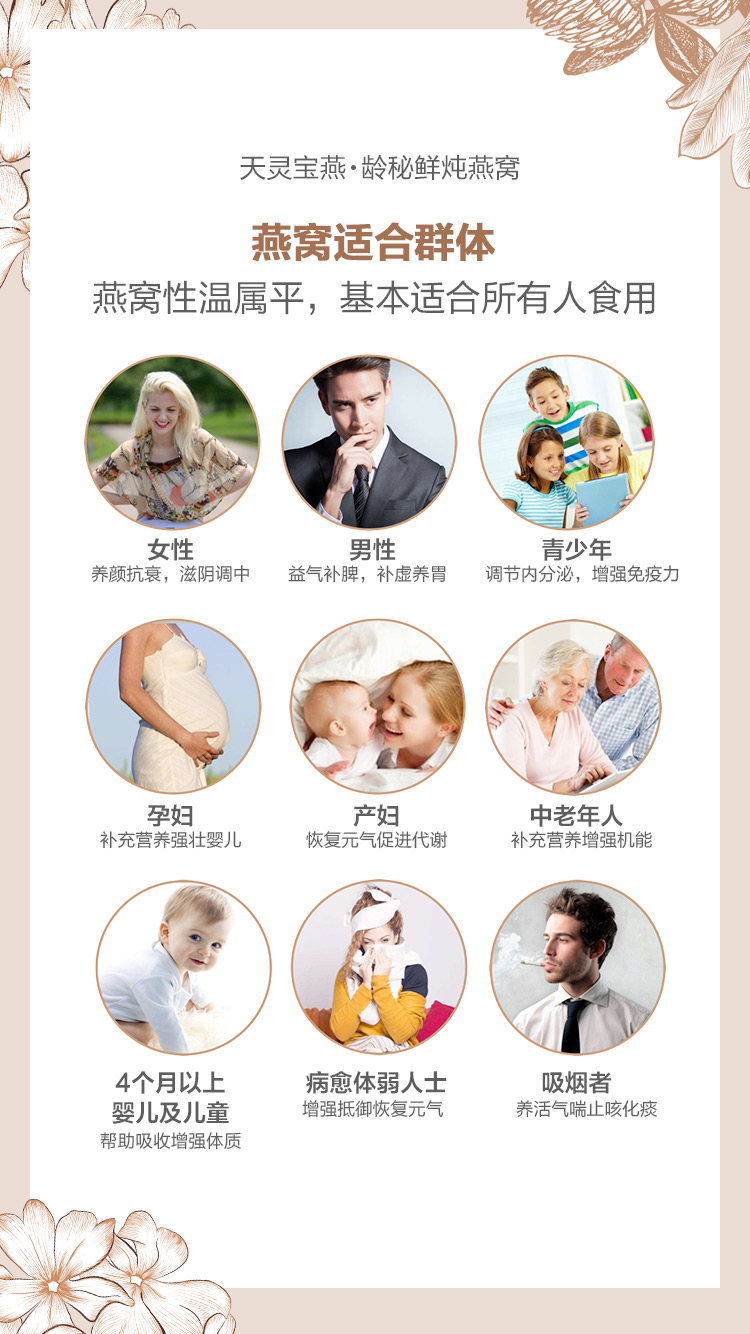 天灵宝燕·龄秘鲜炖燕窝
燕窝适合群体
燕窝性温属平，基本适合所有人食用
女性
养颜抗衰，滋阴调中
男性
益气补脾，补虚养胃
青少年
调节内分泌，增强免疫力
孕妇
补充营养强壮婴儿
产妇
恢复元气促进代谢
中老年人
补充营养增强机能
4个月以上
婴儿及儿童
帮助吸收增强体质
病愈体弱人士
增强抵御恢复元气
吸烟者
养活气喘止咳化痰